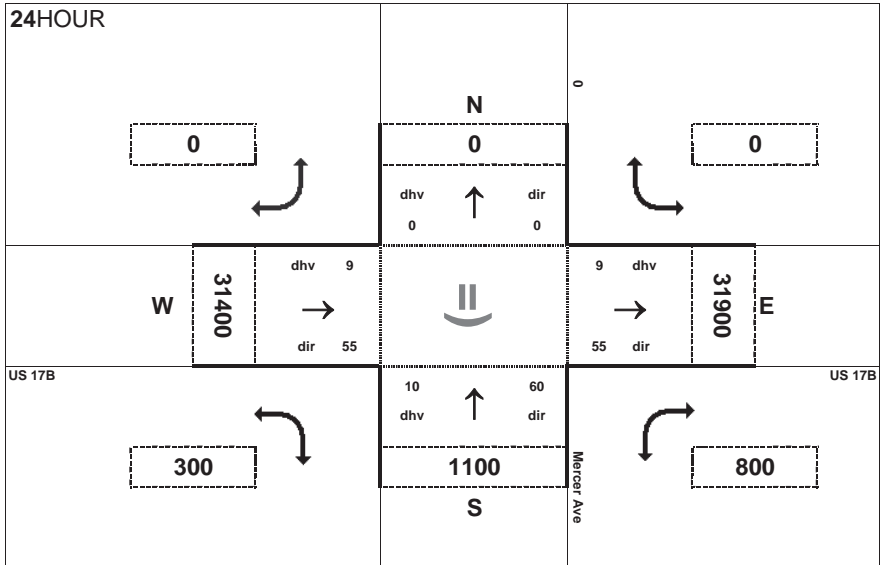 24HOUR
0
N
0
0
0
dhv
dir
0
0
dhv 9
9 dhv
W
31400
31900
E
dir 55
55 dir
US 17B
US 17B
10
60
dhv
dir
300
1100
Mercer Ave
800
S